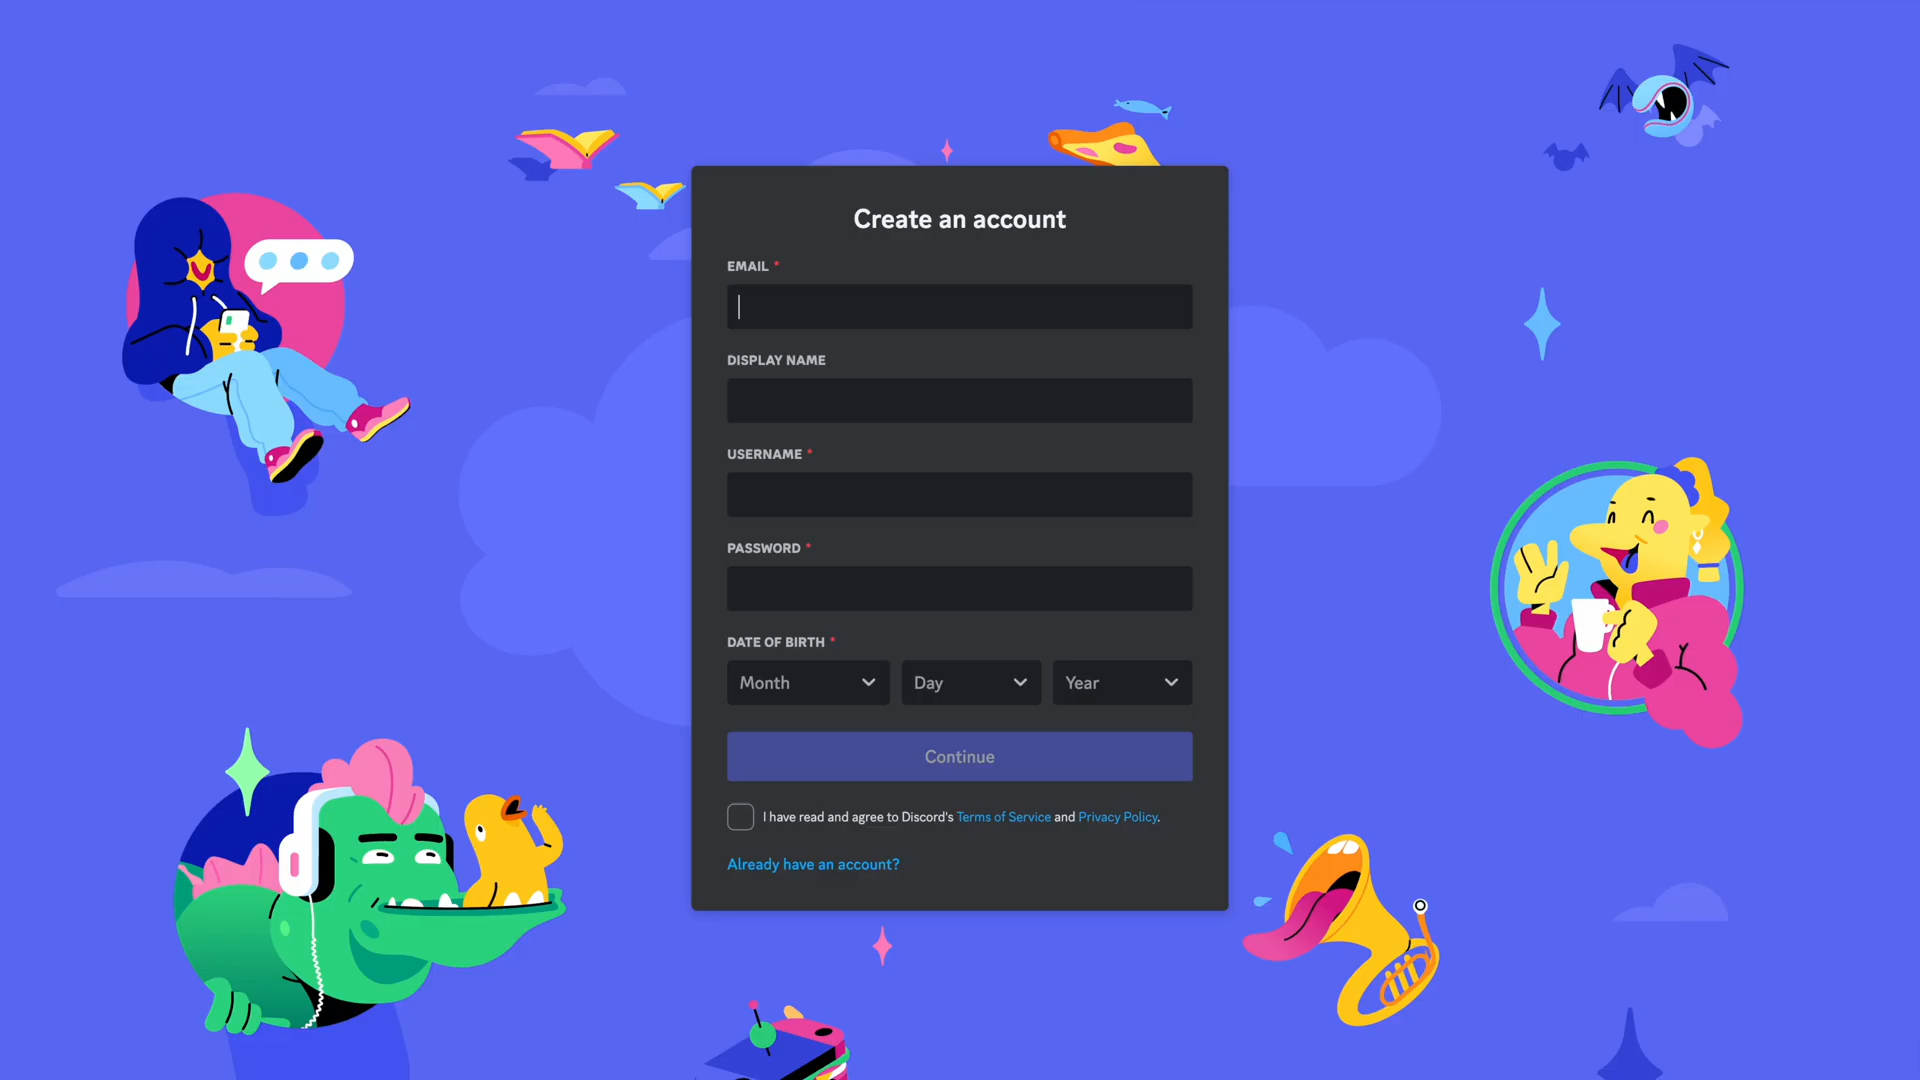 Create an account
EMAIL *
DISPLAY NAME
USERNAME *
PASSWORD *
DATE OF BIRTH *
Month Day Year
Continue
I have read and agree to Discord's Terms of Service and Privacy Policy.
Already have an account?